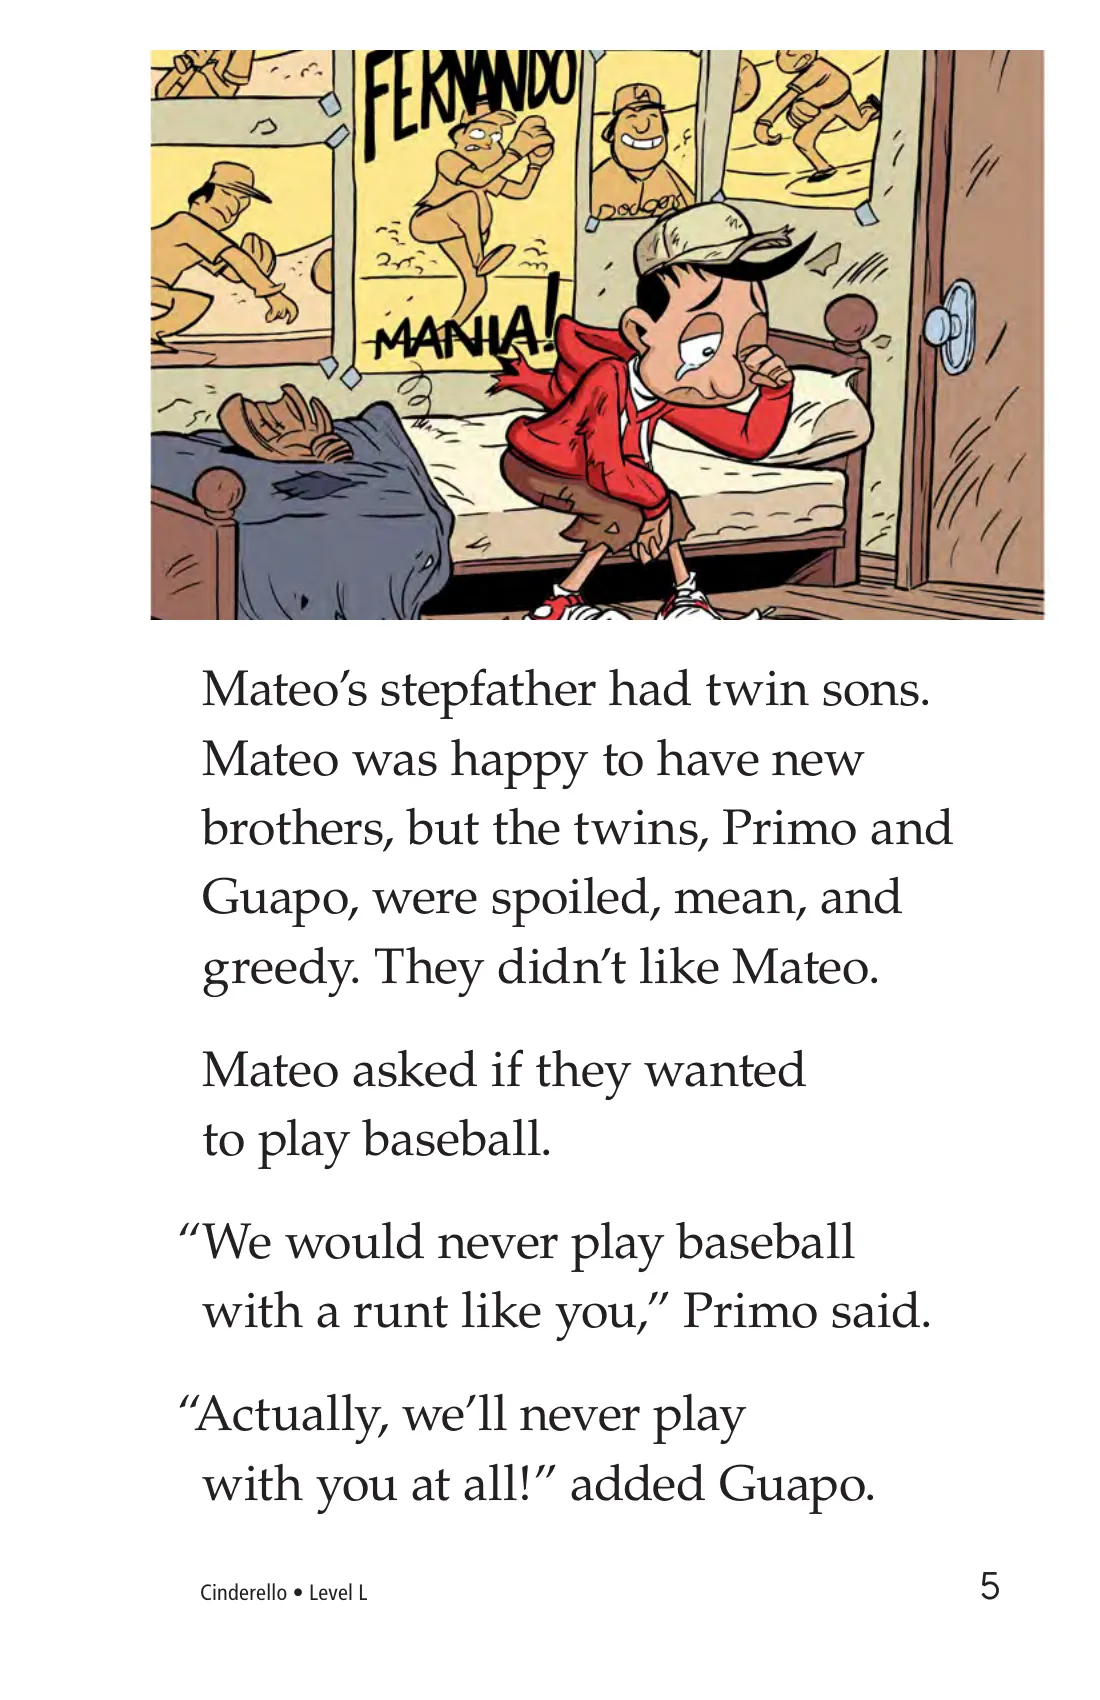 FERNANDO
MANIA!
LA
Dodgers
Mateo’s stepfather had twin sons.
Mateo was happy to have new
brothers, but the twins, Primo and
Guapo, were spoiled, mean, and
greedy. They didn’t like Mateo.
Mateo asked if they wanted
to play baseball.
“We would never play baseball
with a runt like you,” Primo said.
“Actually, we’ll never play
with you at all!” added Guapo.
Cinderello • Level L
5